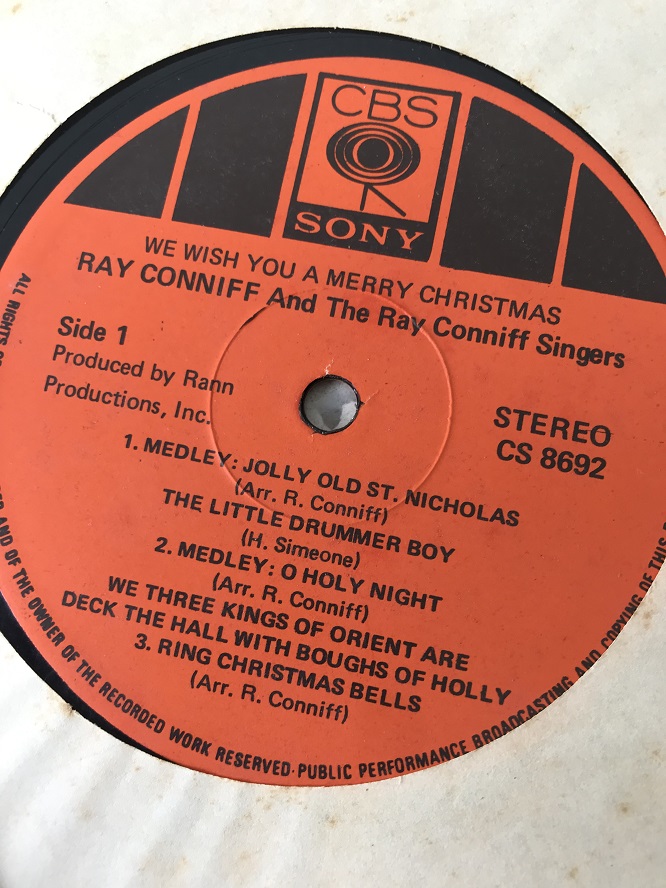 CBS
SONY
WE WISH YOU A MERRY CHRISTMAS
RAY CONNIFF And The Ray Conniff Singers
Side 1
Produced by Rann
Productions, Inc.
STEREO
CS 8692
1. MEDLEY: JOLLY OLD ST. NICHOLAS
(Arr. R. Conniff)
THE LITTLE DRUMMER BOY
(H. Simeone)
2. MEDLEY: O HOLY NIGHT
(Arr. R. Conniff)
WE THREE KINGS OF ORIENT ARE
DECK THE HALL WITH BOUGHS OF HOLLY
3. RING CHRISTMAS BELLS
(Arr. R. Conniff)
ALL RIGHTS
AND OF THE OWNER OF THE RECORDED WORK RESERVED·PUBLIC PERFORMANCE BROADCASTING AND COPYING OF THIS